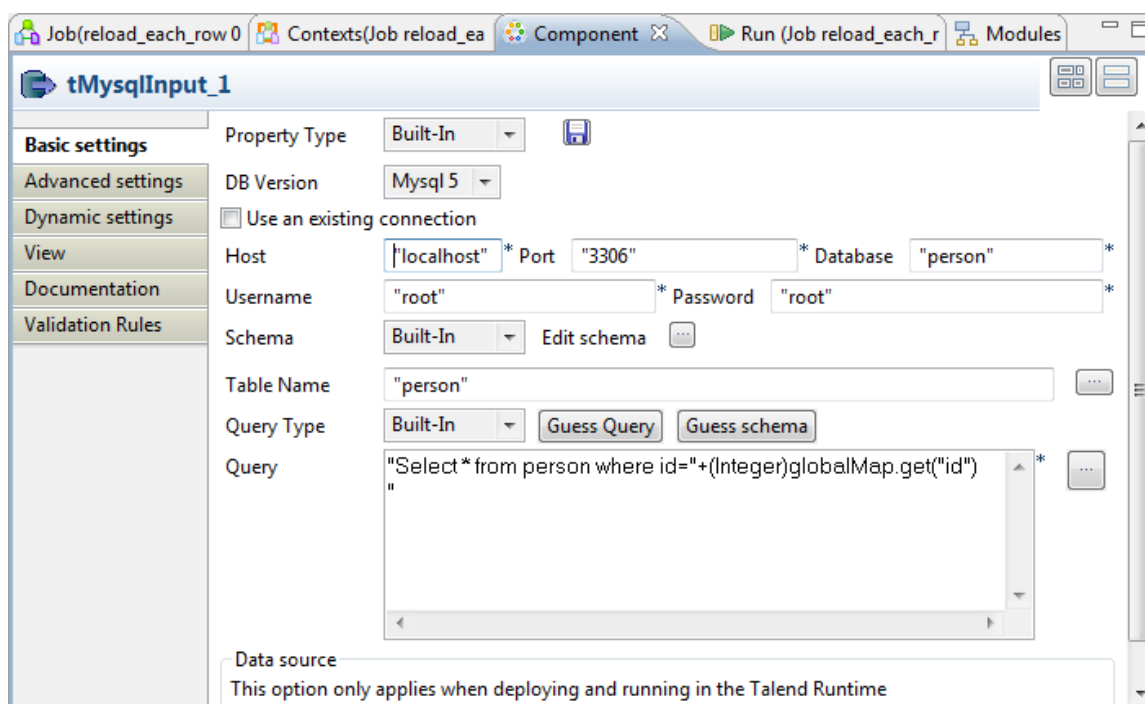 Job(reload_each_row 0 Contexts(Job reload_ea Component Run (Job reload_each_r Modules
tMysqlInput_1
Basic settings
Advanced settings
Dynamic settings
View
Documentation
Validation Rules
Property Type Built-In
DB Version Mysql 5
Use an existing connection
Host "localhost" * Port "3306" * Database "person" *
Username "root" * Password "root" *
Schema Built-In Edit schema ...
Table Name "person" ...
Query Type Built-In Guess Query Guess schema
Query "Select * from person where id="+(Integer)globalMap.get("id") * ...
"
Data source
This option only applies when deploying and running in the Talend Runtime